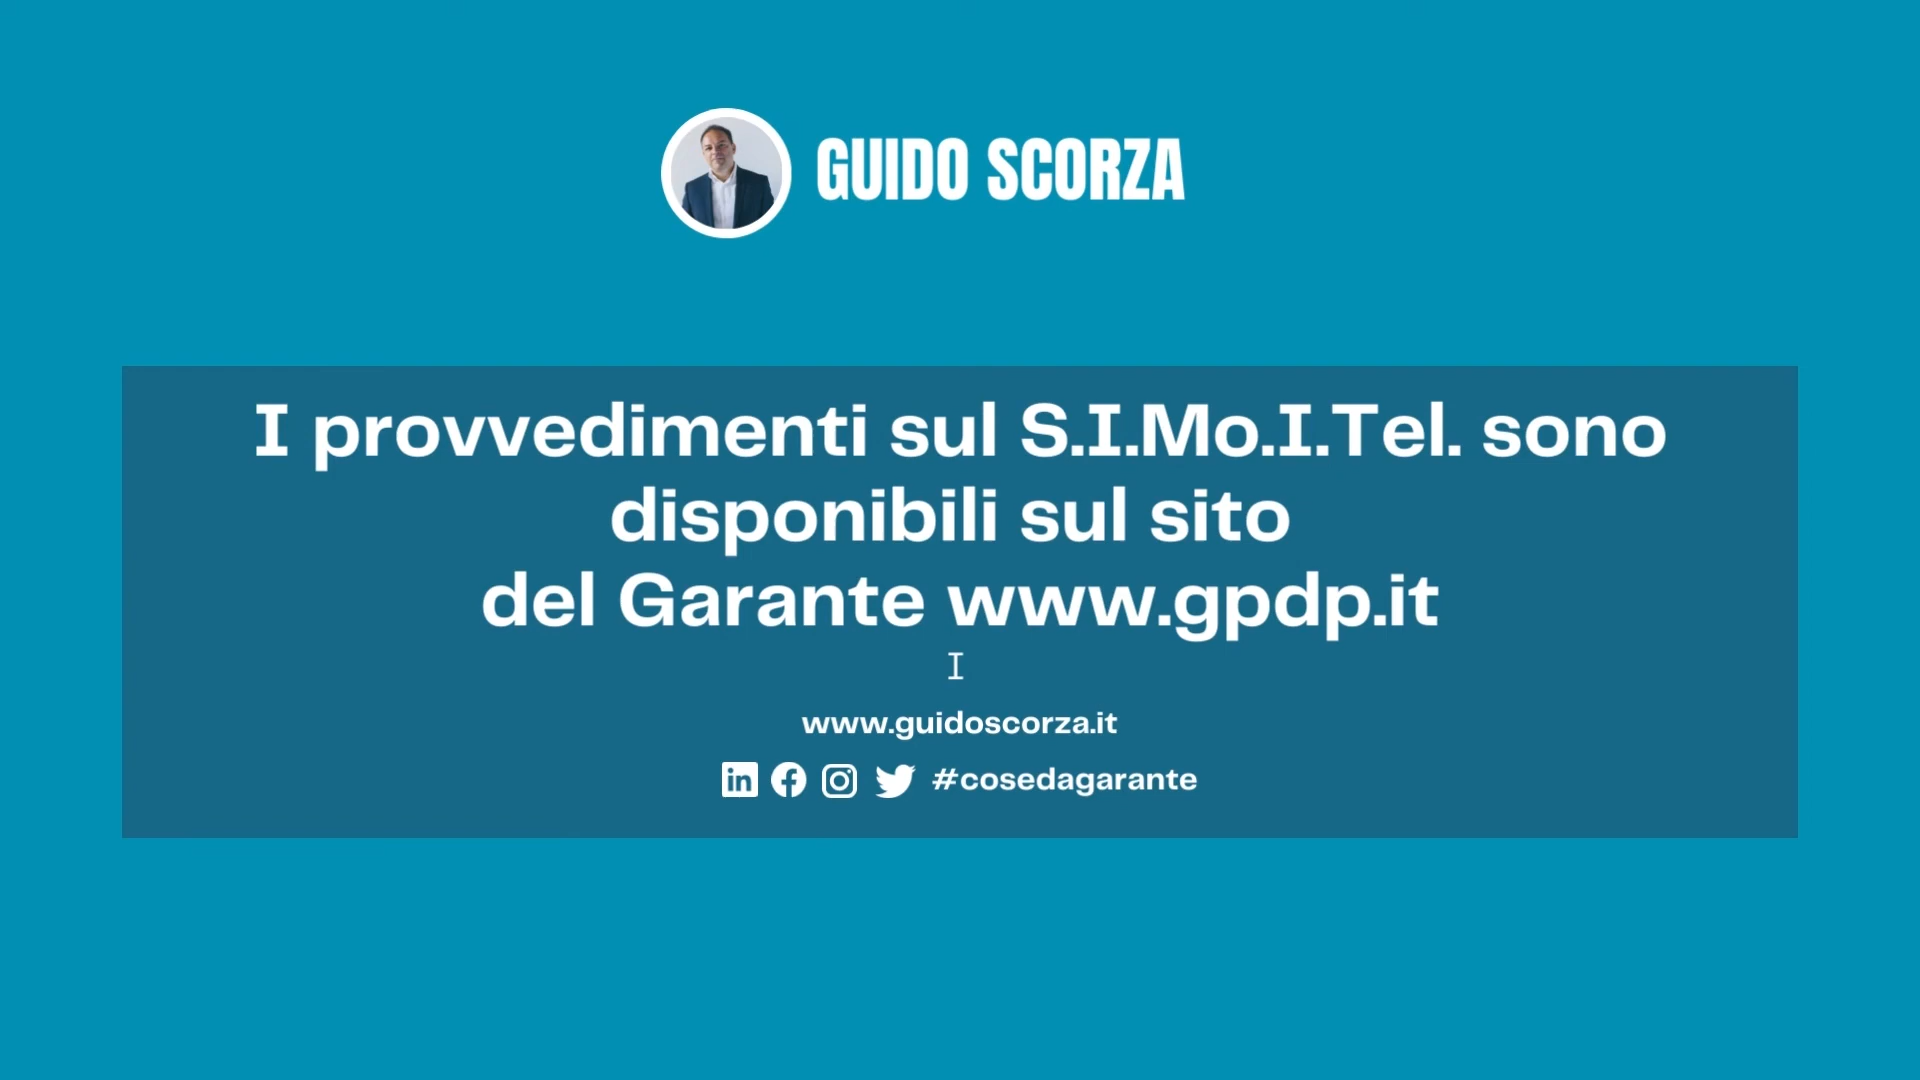 GUIDO SCORZA
I provvedimenti sul S.I.Mo.I.Tel. sono
disponibili sul sito
del Garante www.gpdp.it
www.guidoscorza.it
#cosedagarante